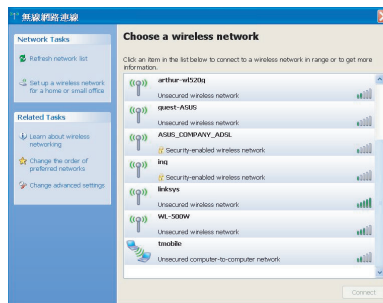 無線網路連線
Network Tasks
Refresh network list
Set up a wireless network
for a home or small office
Related Tasks
Learn about wireless
networking
Change the order of
preferred networks
Change advanced settings
Choose a wireless network
Click an item in the list below to connect to a wireless network in range or to get more
information.
arthur-wl520g
Unsecured wireless network
guest-ASUS
Unsecured wireless network
ASUS_COMPANY_ADSL
Security-enabled wireless network
inq
Security-enabled wireless network
linksys
Unsecured wireless network
WL-500W
Unsecured wireless network
tmobile
Unsecured computer-to-computer network
Connect